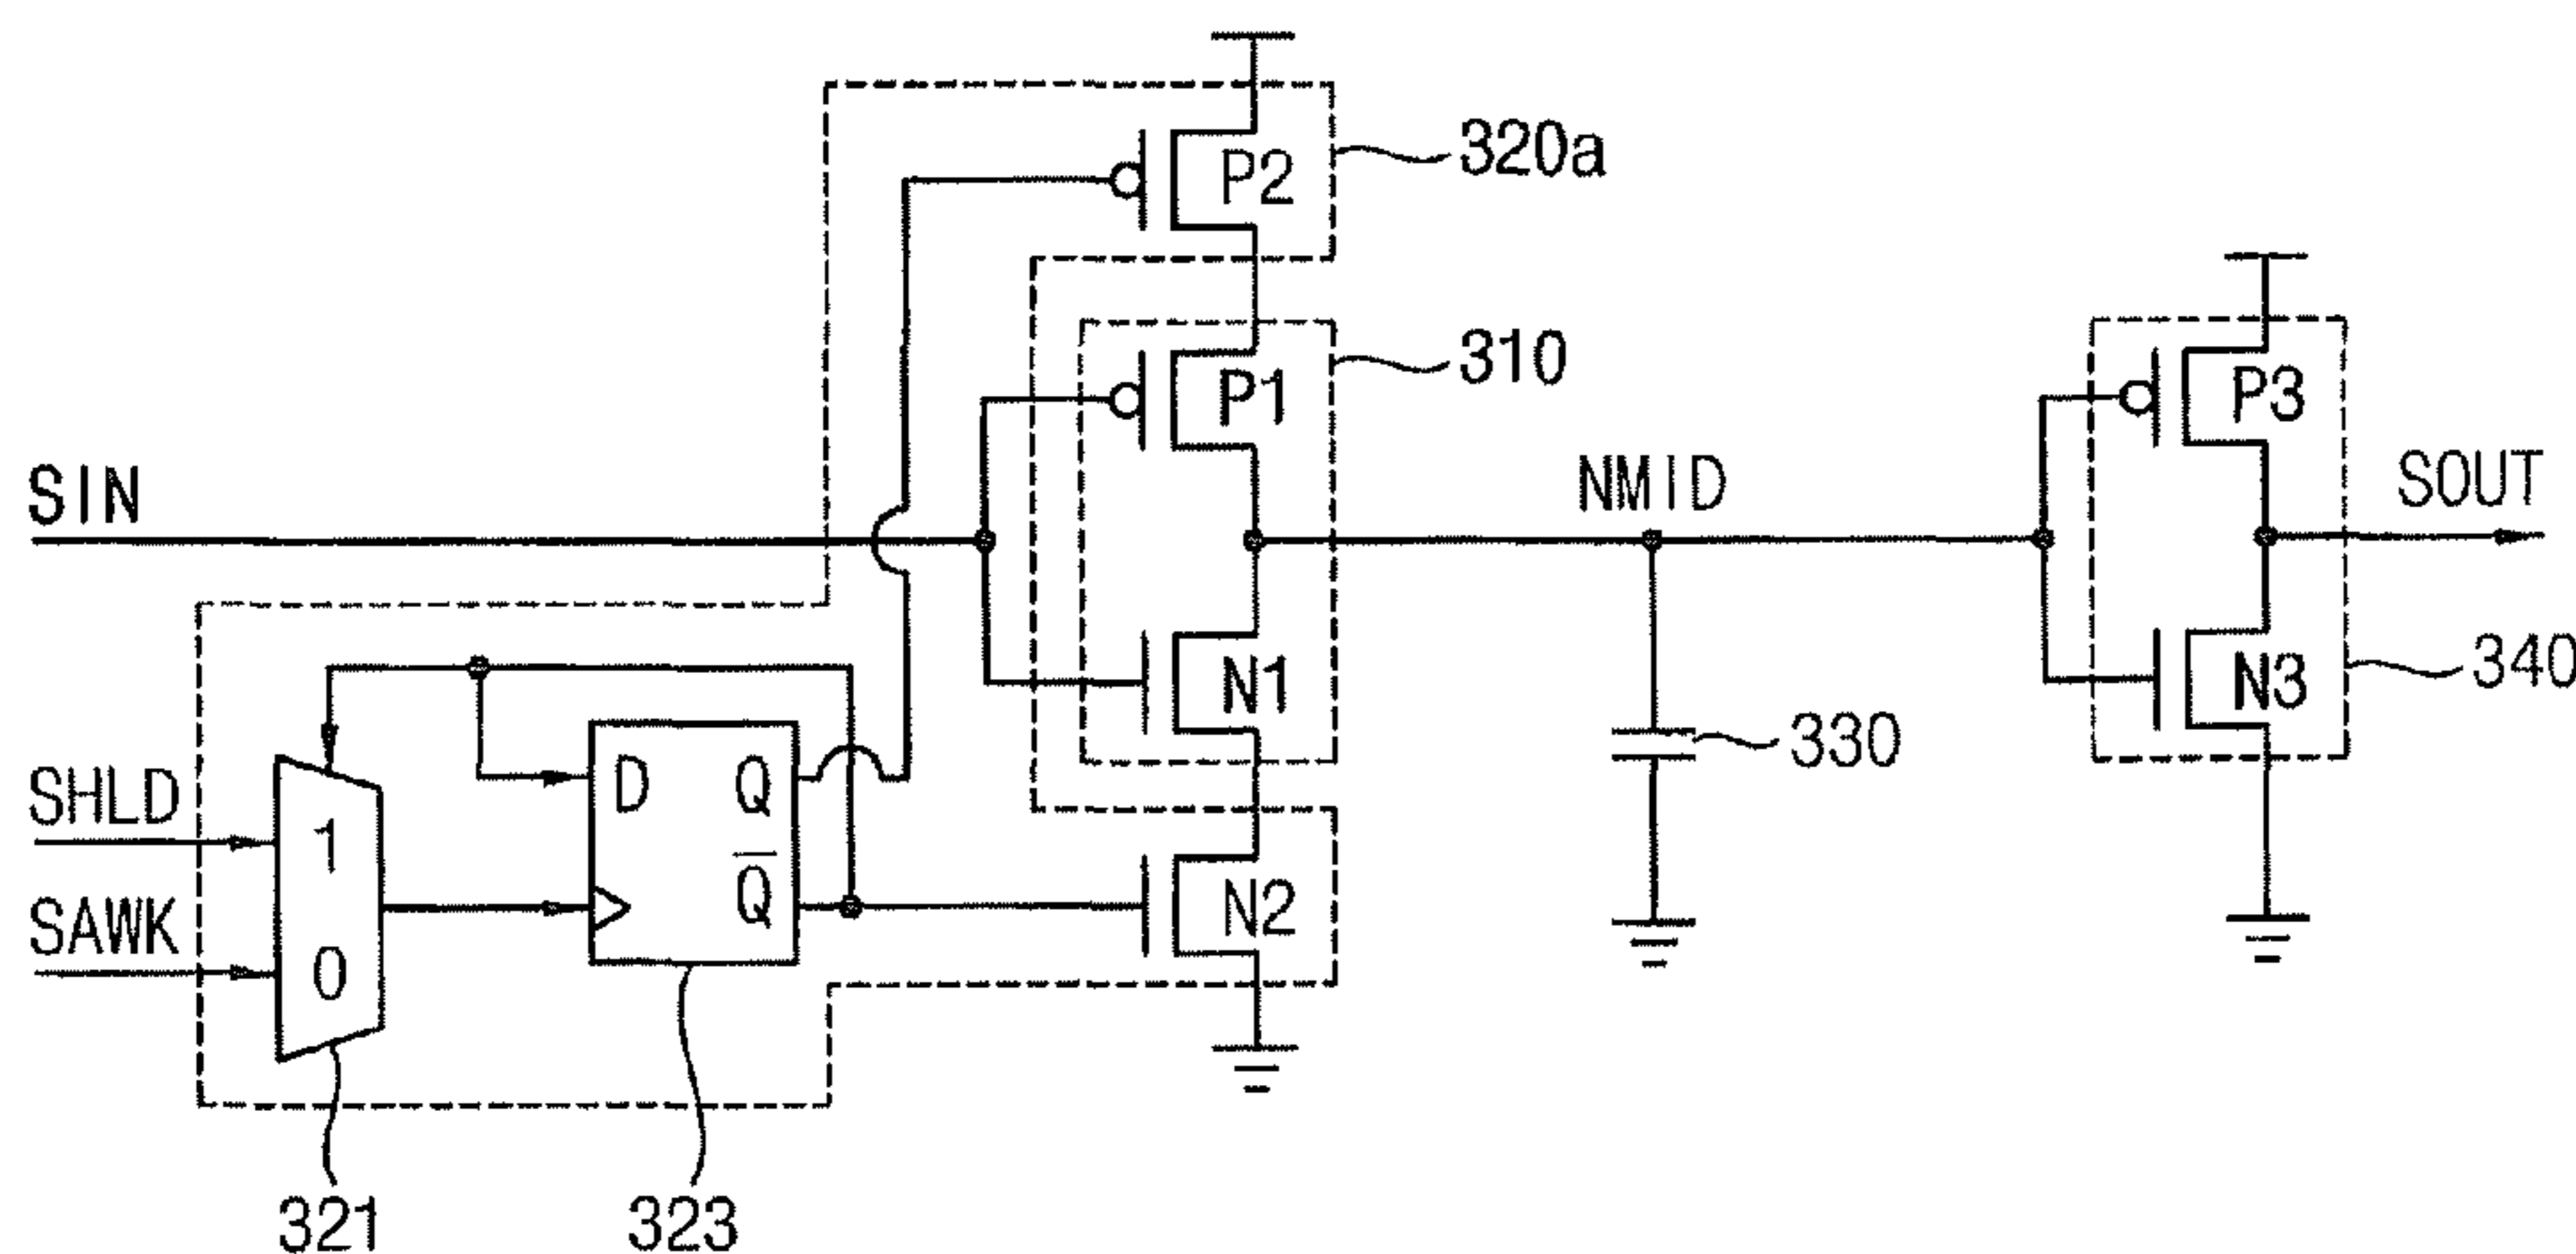 320a
P2
310
P1
SIN
NMID
P3
SOUT
N1
N3
340
SHLD
1
D
Q
330
SAWK
0
Q̅
N2
321
323